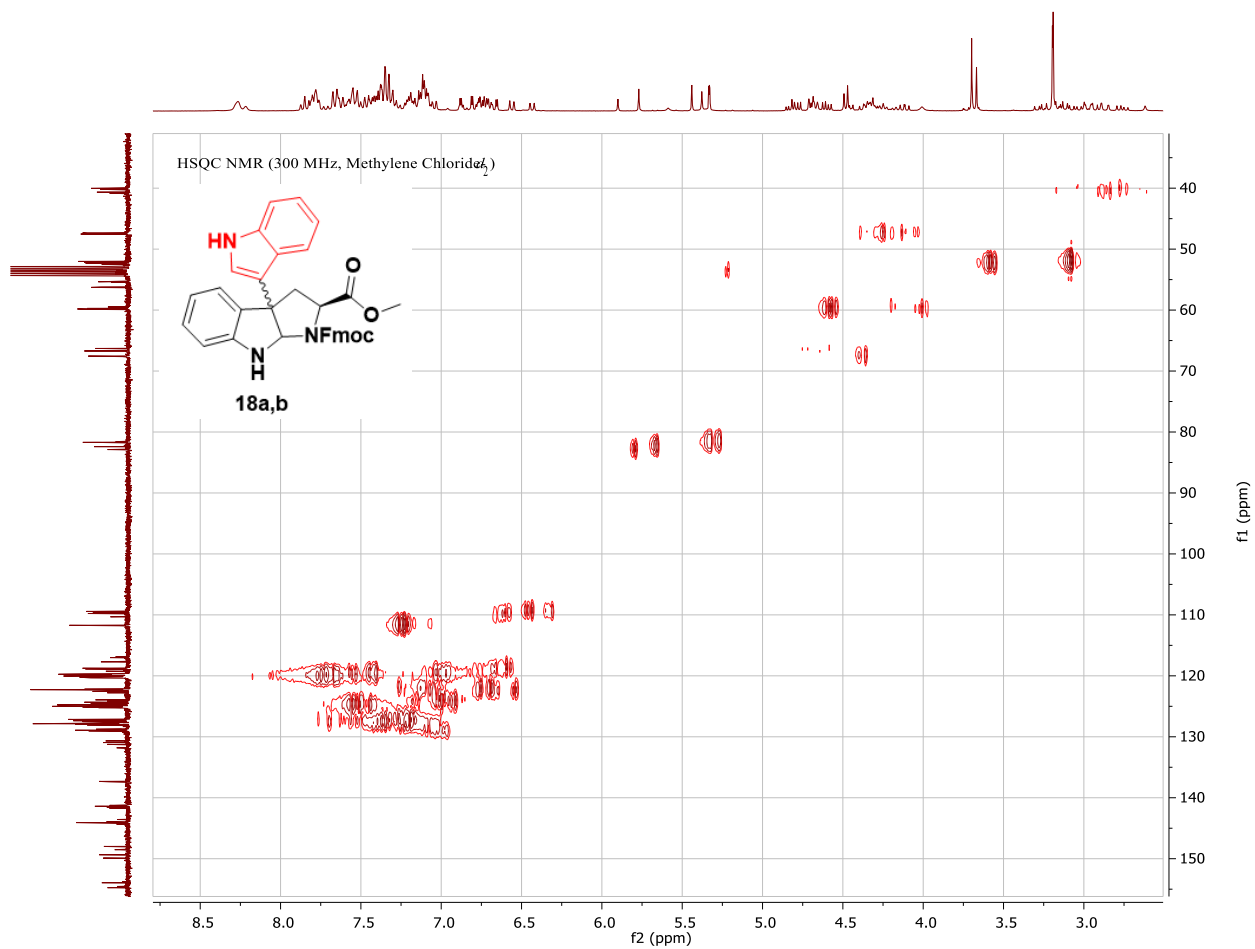 HSQC NMR (300 MHz, Methylene Chloride-d2)
HN
O
O
NFmoc
N
H
18a,b
40
50
60
70
80
90
100
110
120
130
140
150
f1 (ppm)
8.5 8.0 7.5 7.0 6.5 6.0 5.5 5.0 4.5 4.0 3.5 3.0
f2 (ppm)